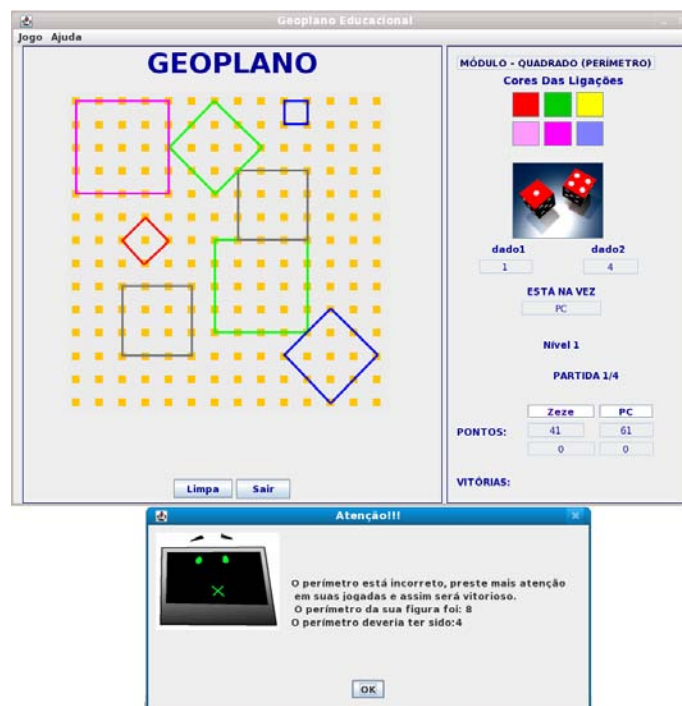 Geoplano Educacional
Jogo Ajuda
GEOPLANO
MÓDULO - QUADRADO (PERÍMETRO)
Cores Das Ligações
dado1 dado2
1 4
ESTÁ NA VEZ
PC
Nível 1
PARTIDA 1/4
Zeze PC
PONTOS: 41 61
0 0
VITÓRIAS:
Limpa Sair
Atenção!!!
O perímetro está incorreto, preste mais atenção
em suas jogadas e assim será vitorioso.
O perímetro da sua figura foi: 8
O perímetro deveria ter sido:4
OK